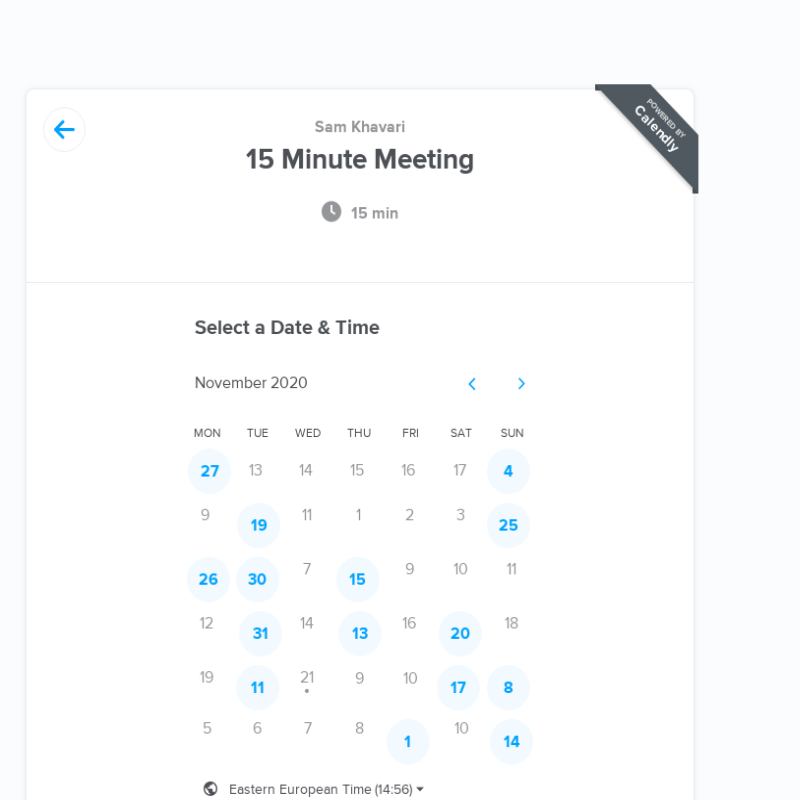 POWERED BY
Calendly
Sam Khavari
15 Minute Meeting
15 min
Select a Date & Time
November 2020
MON TUE WED THU FRI SAT SUN
27 13 14 15 16 17 4
9 19 11 1 2 3 25
26 30 7 15 9 10 11
12 31 14 13 16 20 18
19 11 21 9 10 17 8
5 6 7 8 1 10 14
Eastern European Time (14:56)